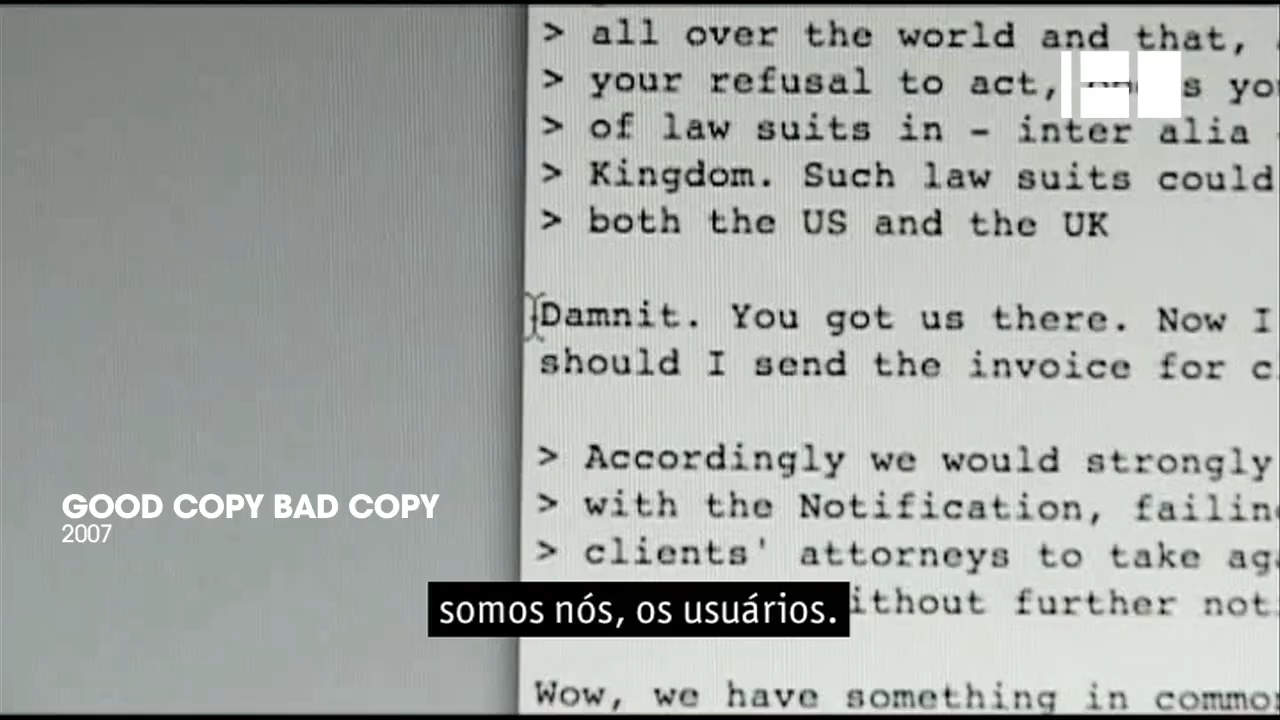 > all over the world and that,
> your refusal to act,
> of law suits in - inter alia
> Kingdom. Such law suits could
> both the US and the UK
Damnit. You got us there. Now I
should I send the invoice for
> Accordingly we would strongly
> with the Notification,
> clients' attorneys to take
further
Wow, we have something in
GOOD COPY BAD COPY
2007
somos nós, os usuários.